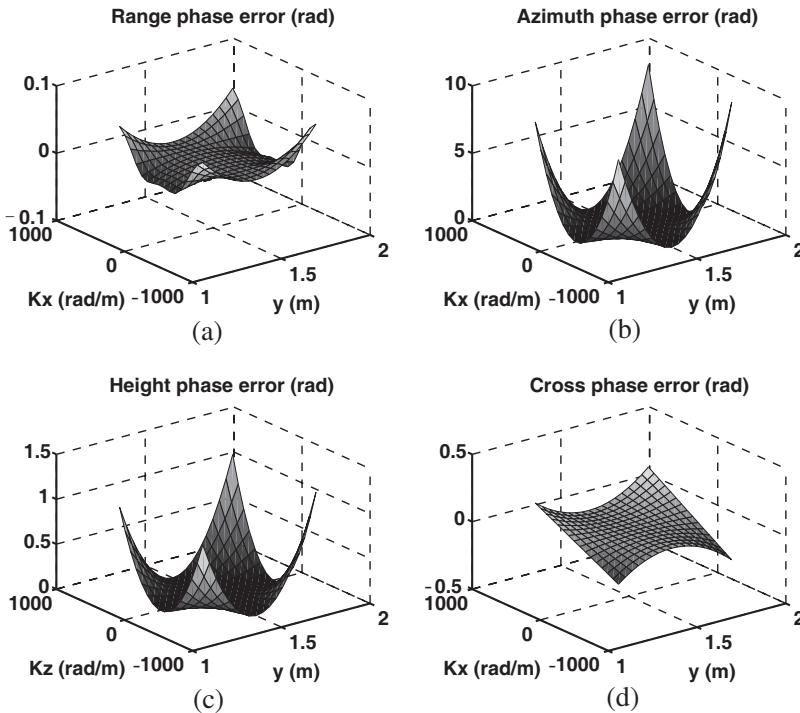 Range phase error (rad)
0.1
0
-0.1
1000
0
-1000
Kx (rad/m)
1
1.5
2
y (m)
(a)
Azimuth phase error (rad)
10
5
0
1000
0
-1000
Kx (rad/m)
1
1.5
2
y (m)
(b)
Height phase error (rad)
1.5
1
0.5
0
1000
0
-1000
Kz (rad/m)
1
1.5
2
y (m)
(c)
Cross phase error (rad)
0.5
0
-0.5
1000
0
-1000
Kx (rad/m)
1
1.5
2
y (m)
(d)